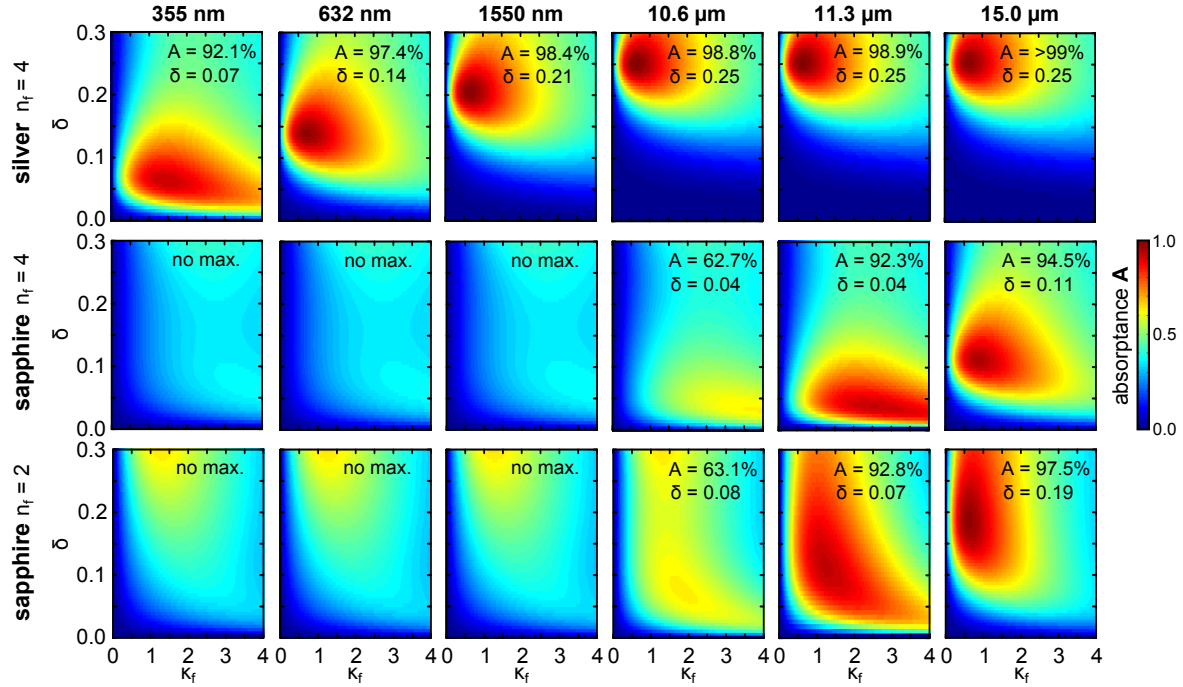 355 nm 632 nm 1550 nm 10.6 µm 11.3 µm 15.0 µm
silver n_f = 4
δ
0.3
0.2
0.1
0.0
A = 92.1%
δ = 0.07
A = 97.4%
δ = 0.14
A = 98.4%
δ = 0.21
A = 98.8%
δ = 0.25
A = 98.9%
δ = 0.25
A = >99%
δ = 0.25
sapphire n_f = 4
δ
0.3
0.2
0.1
0.0
no max.
no max.
no max.
A = 62.7%
δ = 0.04
A = 92.3%
δ = 0.04
A = 94.5%
δ = 0.11
1.0
0.5
0.0
absorptance A
sapphire n_f = 2
δ
0.3
0.2
0.1
0.0
no max.
no max.
no max.
A = 63.1%
δ = 0.08
A = 92.8%
δ = 0.07
A = 97.5%
δ = 0.19
0 1 2 3 4 0 1 2 3 4 0 1 2 3 4 0 1 2 3 4 0 1 2 3 4 0 1 2 3 4
κ_f κ_f κ_f κ_f κ_f κ_f